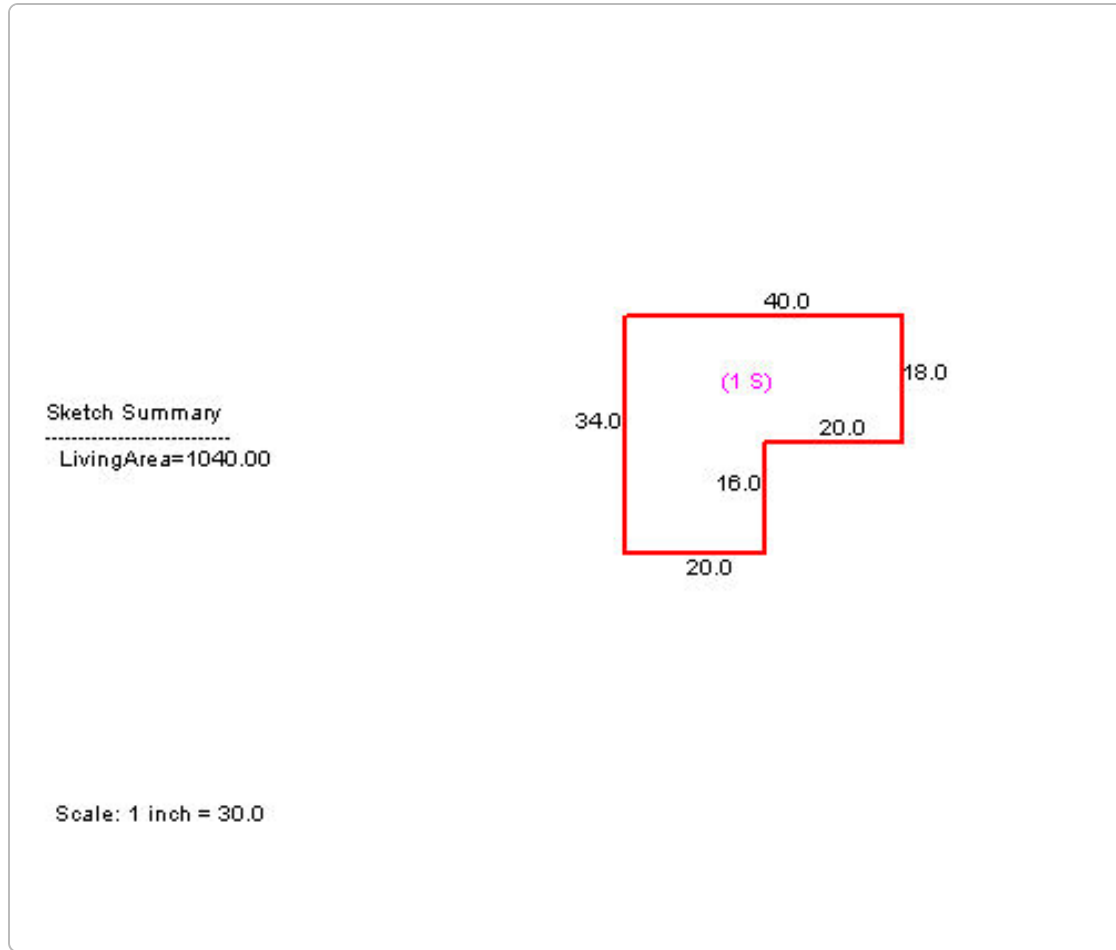 40.0
(1 S)
18.0
Sketch Summary
----------------------------
34.0
20.0
LivingArea=1040.00
16.0
20.0
Scale: 1 inch = 30.0